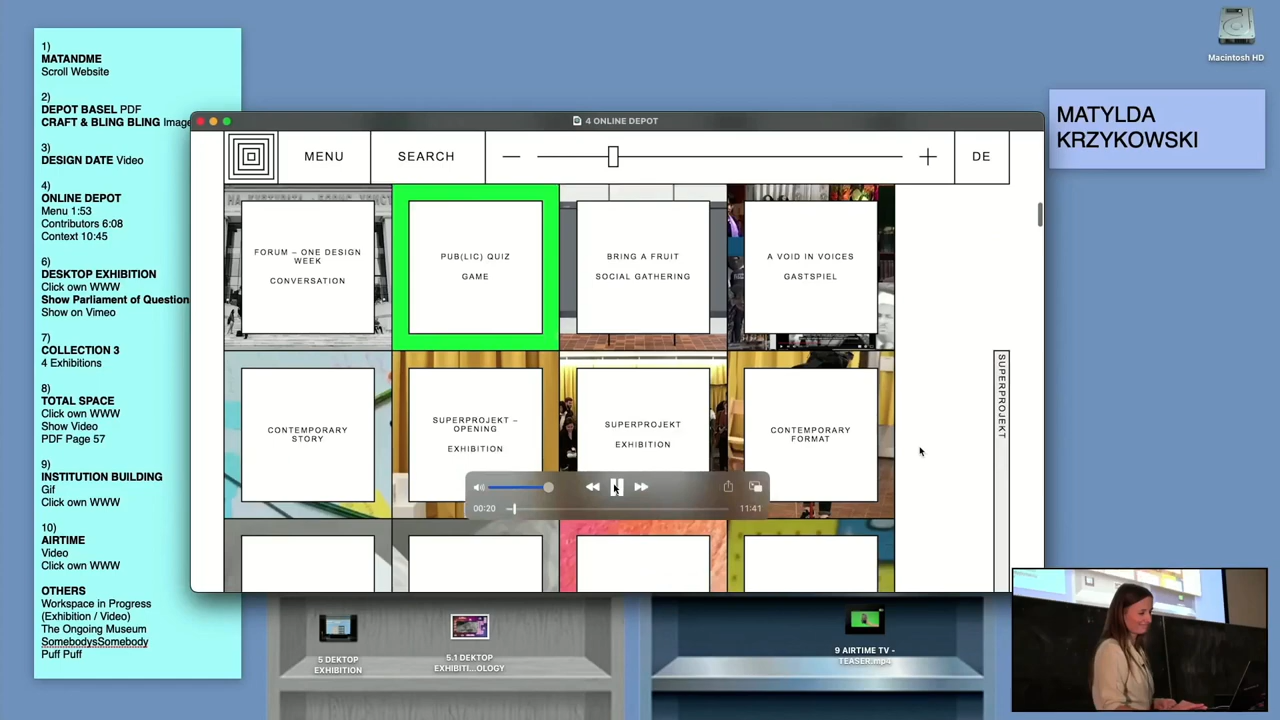 1)
MATANDME
Scroll Website
2)
DEPOT BASEL PDF
CRAFT & BLING BLING Image
3)
DESIGN DATE Video
4)
ONLINE DEPOT
Menu 1:53
Contributors 6:08
Context 10:45
6)
DESKTOP EXHIBITION
Click own WWW
Show Parliament of Question
Show on Vimeo
7)
COLLECTION 3
4 Exhibitions
8)
TOTAL SPACE
Click own WWW
Show Video
PDF Page 57
9)
INSTITUTION BUILDING
Gif
Click own WWW
10)
AIRTIME
Video
Click own WWW
OTHERS
Workspace in Progress
(Exhibition / Video)
The Ongoing Museum
SomebodysSomebody
Puff Puff
4 ONLINE DEPOT
MENU
SEARCH
DE
FORUM – ONE DESIGN
WEEK
CONVERSATION
PUB(LIC) QUIZ
GAME
BRING A FRUIT
SOCIAL GATHERING
A VOID IN VOICES
GASTSPIEL
CONTEMPORARY
STORY
SUPERPROJEKT –
OPENING
EXHIBITION
SUPERPROJEKT
EXHIBITION
CONTEMPORARY
FORMAT
SUPERPROJEKT
00:20
11:41
5 DEKTOP
EXHIBITION
5.1 DEKTOP
EXHIBITI...OLOGY
9 AIRTIME TV -
TEASER.mp4
Macintosh HD
MATYLDA
KRZYKOWSKI